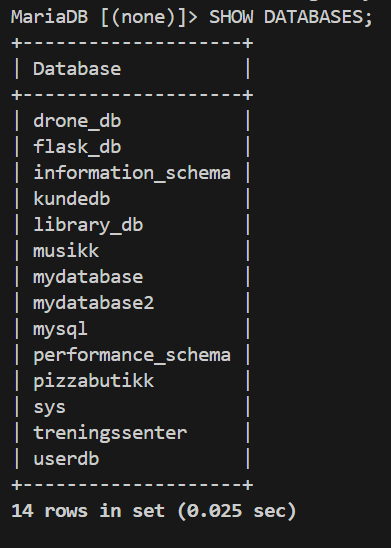 MariaDB [(none)]> SHOW DATABASES;
+--------------------+
| Database           |
+--------------------+
| drone_db           |
| flask_db           |
| information_schema |
| kundedb            |
| library_db         |
| musikk             |
| mydatabase         |
| mydatabase2        |
| mysql              |
| performance_schema |
| pizzabutikk        |
| sys                |
| treningssenter     |
| userdb             |
+--------------------+
14 rows in set (0.025 sec)